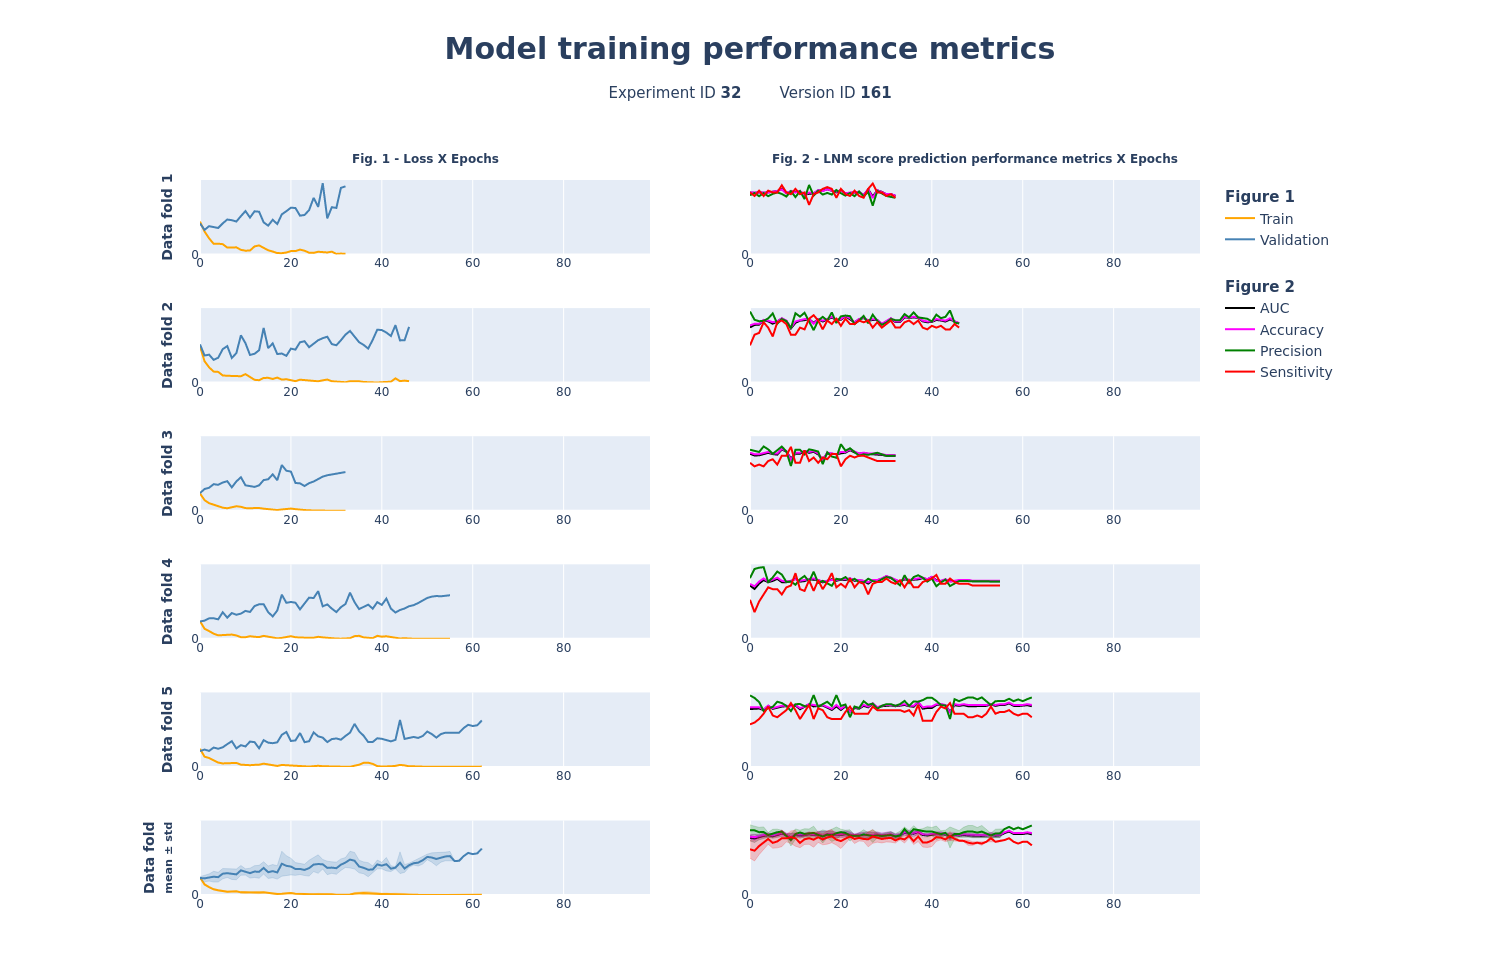 Model training performance metrics
Experiment ID 32 Version ID 161
Fig. 1 - Loss X Epochs
Fig. 2 - LNM score prediction performance metrics X Epochs
Data fold 1
0
0 20 40 60 80
0
0 20 40 60 80
Figure 1
Train
Validation
Figure 2
AUC
Accuracy
Precision
Sensitivity
Data fold 2
0
0 20 40 60 80
0
0 20 40 60 80
Data fold 3
0
0 20 40 60 80
0
0 20 40 60 80
Data fold 4
0
0 20 40 60 80
0
0 20 40 60 80
Data fold 5
0
0 20 40 60 80
0
0 20 40 60 80
Data fold
mean ± std
0
0 20 40 60 80
0
0 20 40 60 80